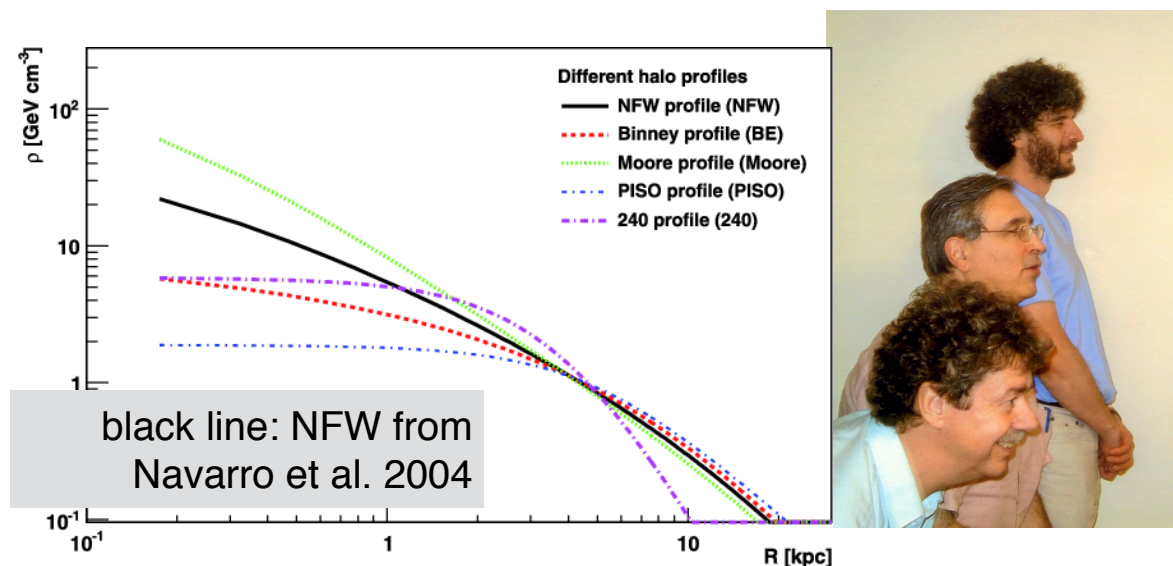 ρ [GeV cm⁻³]
10²
10
1
10⁻¹
10⁻¹
1
10
R [kpc]
Different halo profiles
NFW profile (NFW)
Binney profile (BE)
Moore profile (Moore)
PISO profile (PISO)
240 profile (240)
black line: NFW from
Navarro et al. 2004